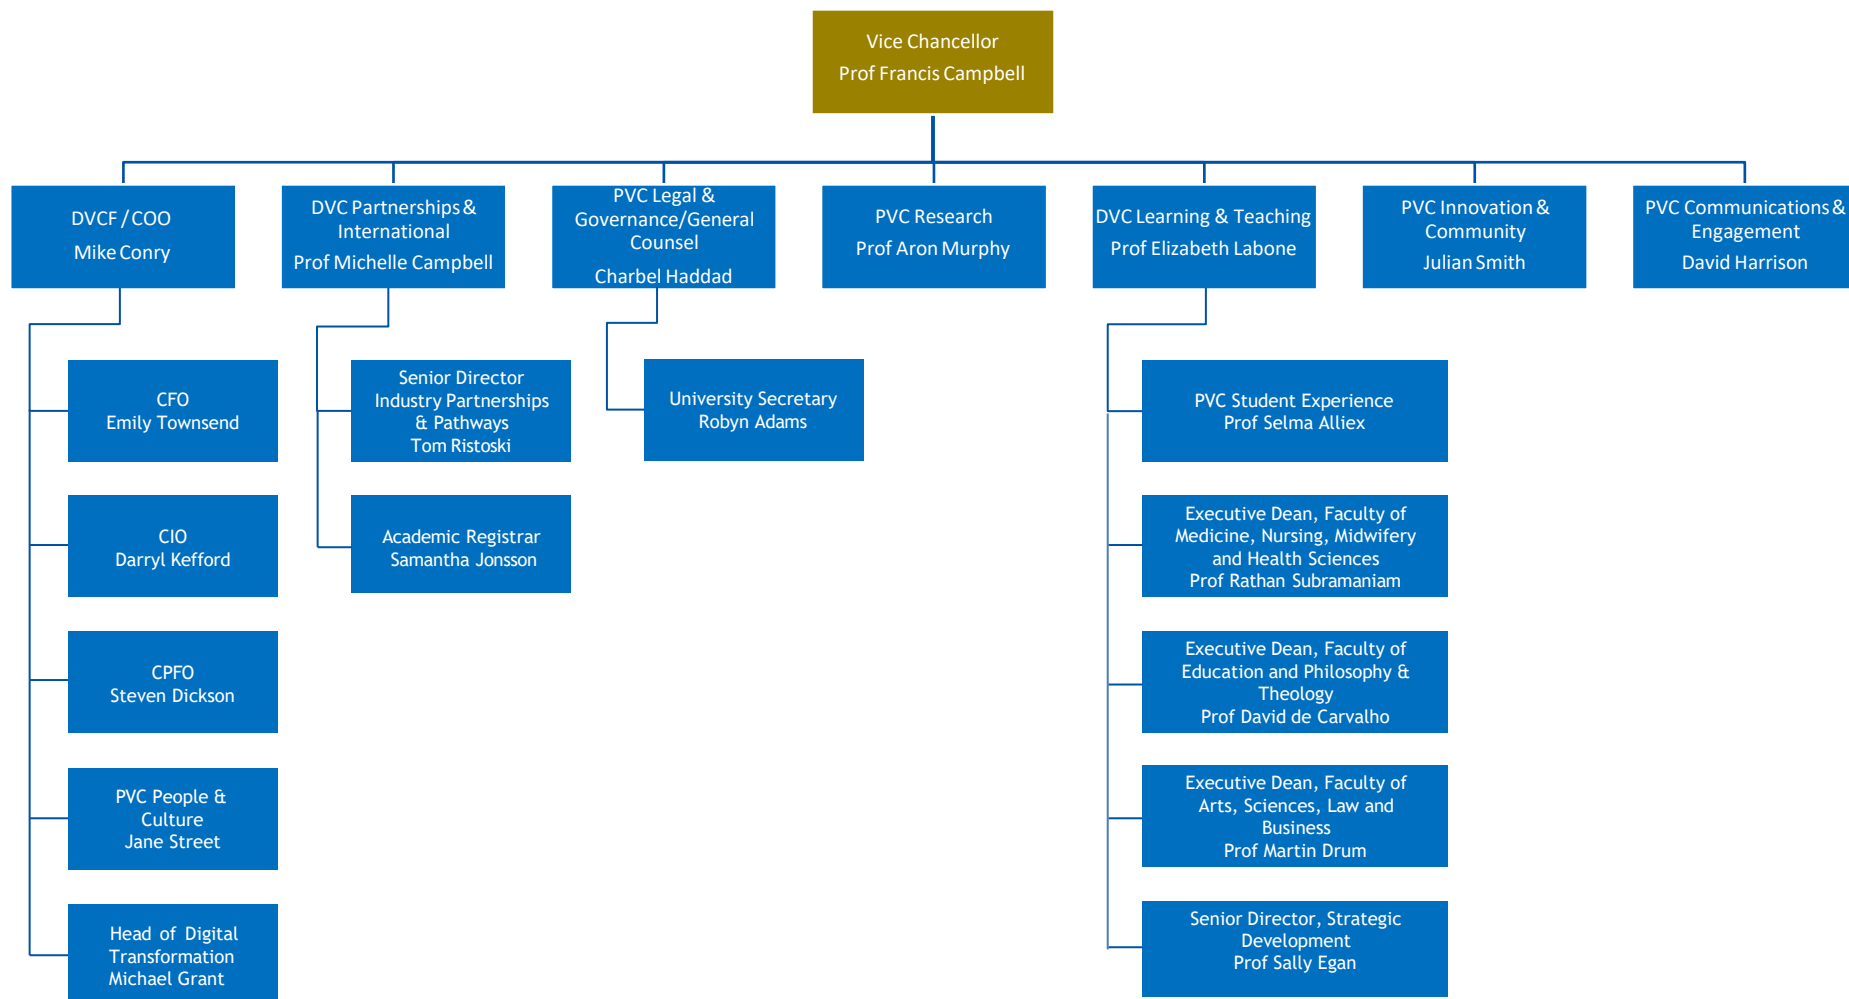 Vice Chancellor
Prof Francis Campbell
DVCF / COO
Mike Conry
DVC Partnerships &
International
Prof Michelle Campbell
PVC Legal &
Governance/General
Counsel
Charbel Haddad
PVC Research
Prof Aron Murphy
DVC Learning & Teaching
Prof Elizabeth Labone
PVC Innovation &
Community
Julian Smith
PVC Communications &
Engagement
David Harrison
CFO
Emily Townsend
CIO
Darryl Kefford
CPFO
Steven Dickson
PVC People &
Culture
Jane Street
Head of Digital
Transformation
Michael Grant
Senior Director
Industry Partnerships
& Pathways
Tom Ristoski
Academic Registrar
Samantha Jonsson
University Secretary
Robyn Adams
PVC Student Experience
Prof Selma Alliex
Executive Dean, Faculty of
Medicine, Nursing, Midwifery
and Health Sciences
Prof Rathan Subramaniam
Executive Dean, Faculty of
Education and Philosophy &
Theology
Prof David de Carvalho
Executive Dean, Faculty of
Arts, Sciences, Law and
Business
Prof Martin Drum
Senior Director, Strategic
Development
Prof Sally Egan